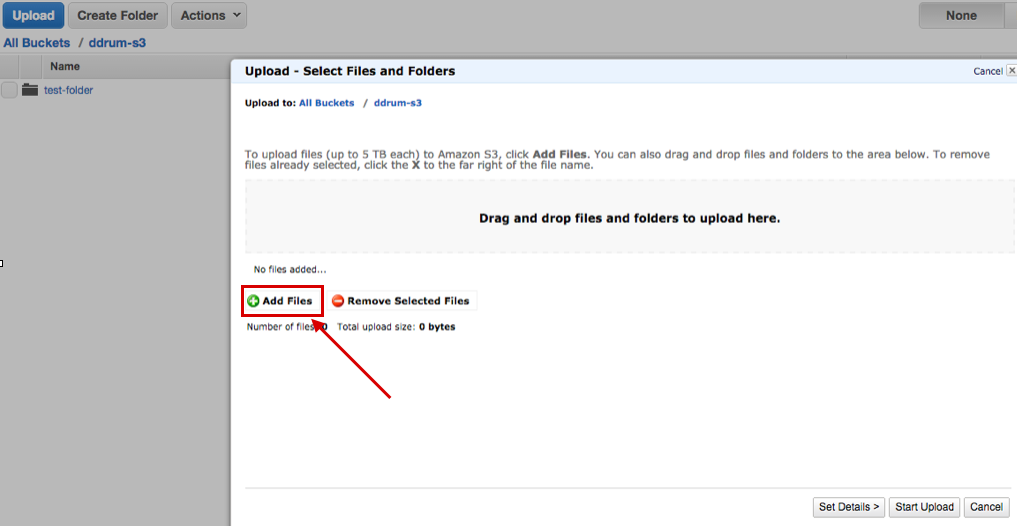 Upload Create Folder Actions None
All Buckets / ddrum-s3
Name
test-folder
Upload - Select Files and Folders
Cancel
Upload to: All Buckets / ddrum-s3
To upload files (up to 5 TB each) to Amazon S3, click Add Files. You can also drag and drop files and folders to the area below. To remove
files already selected, click the X to the far right of the file name.
Drag and drop files and folders to upload here.
No files added...
Add Files Remove Selected Files
Number of files: 0 Total upload size: 0 bytes
Set Details > Start Upload Cancel